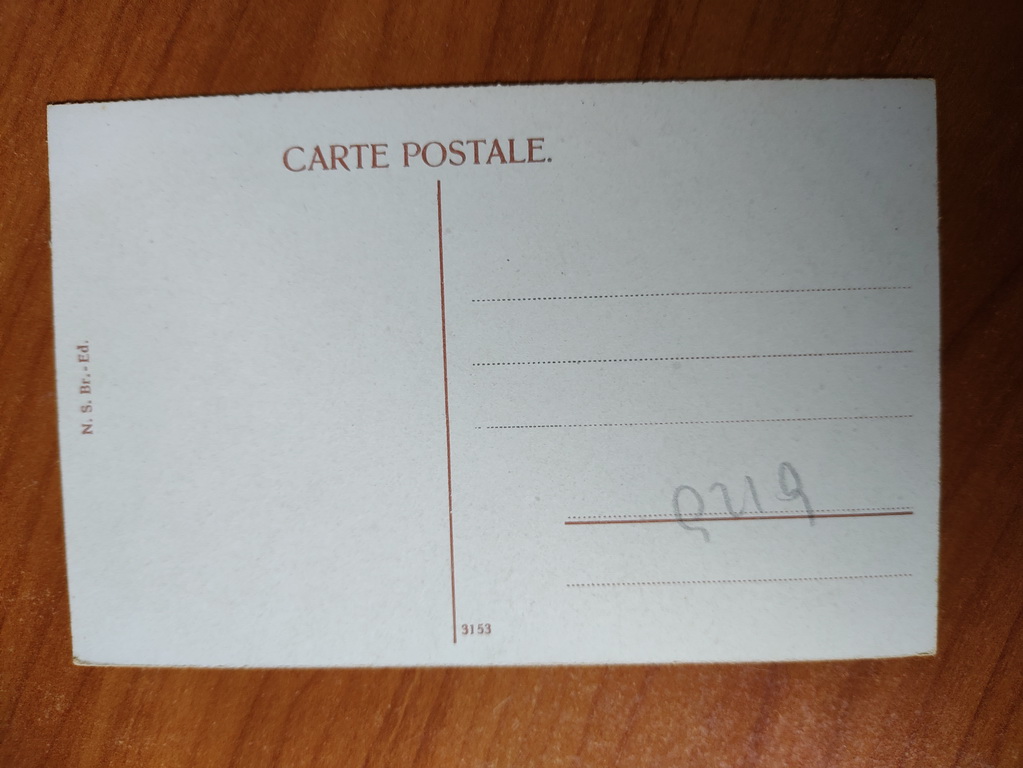 CARTE POSTALE.
N. S. Br.-Ed.
3153